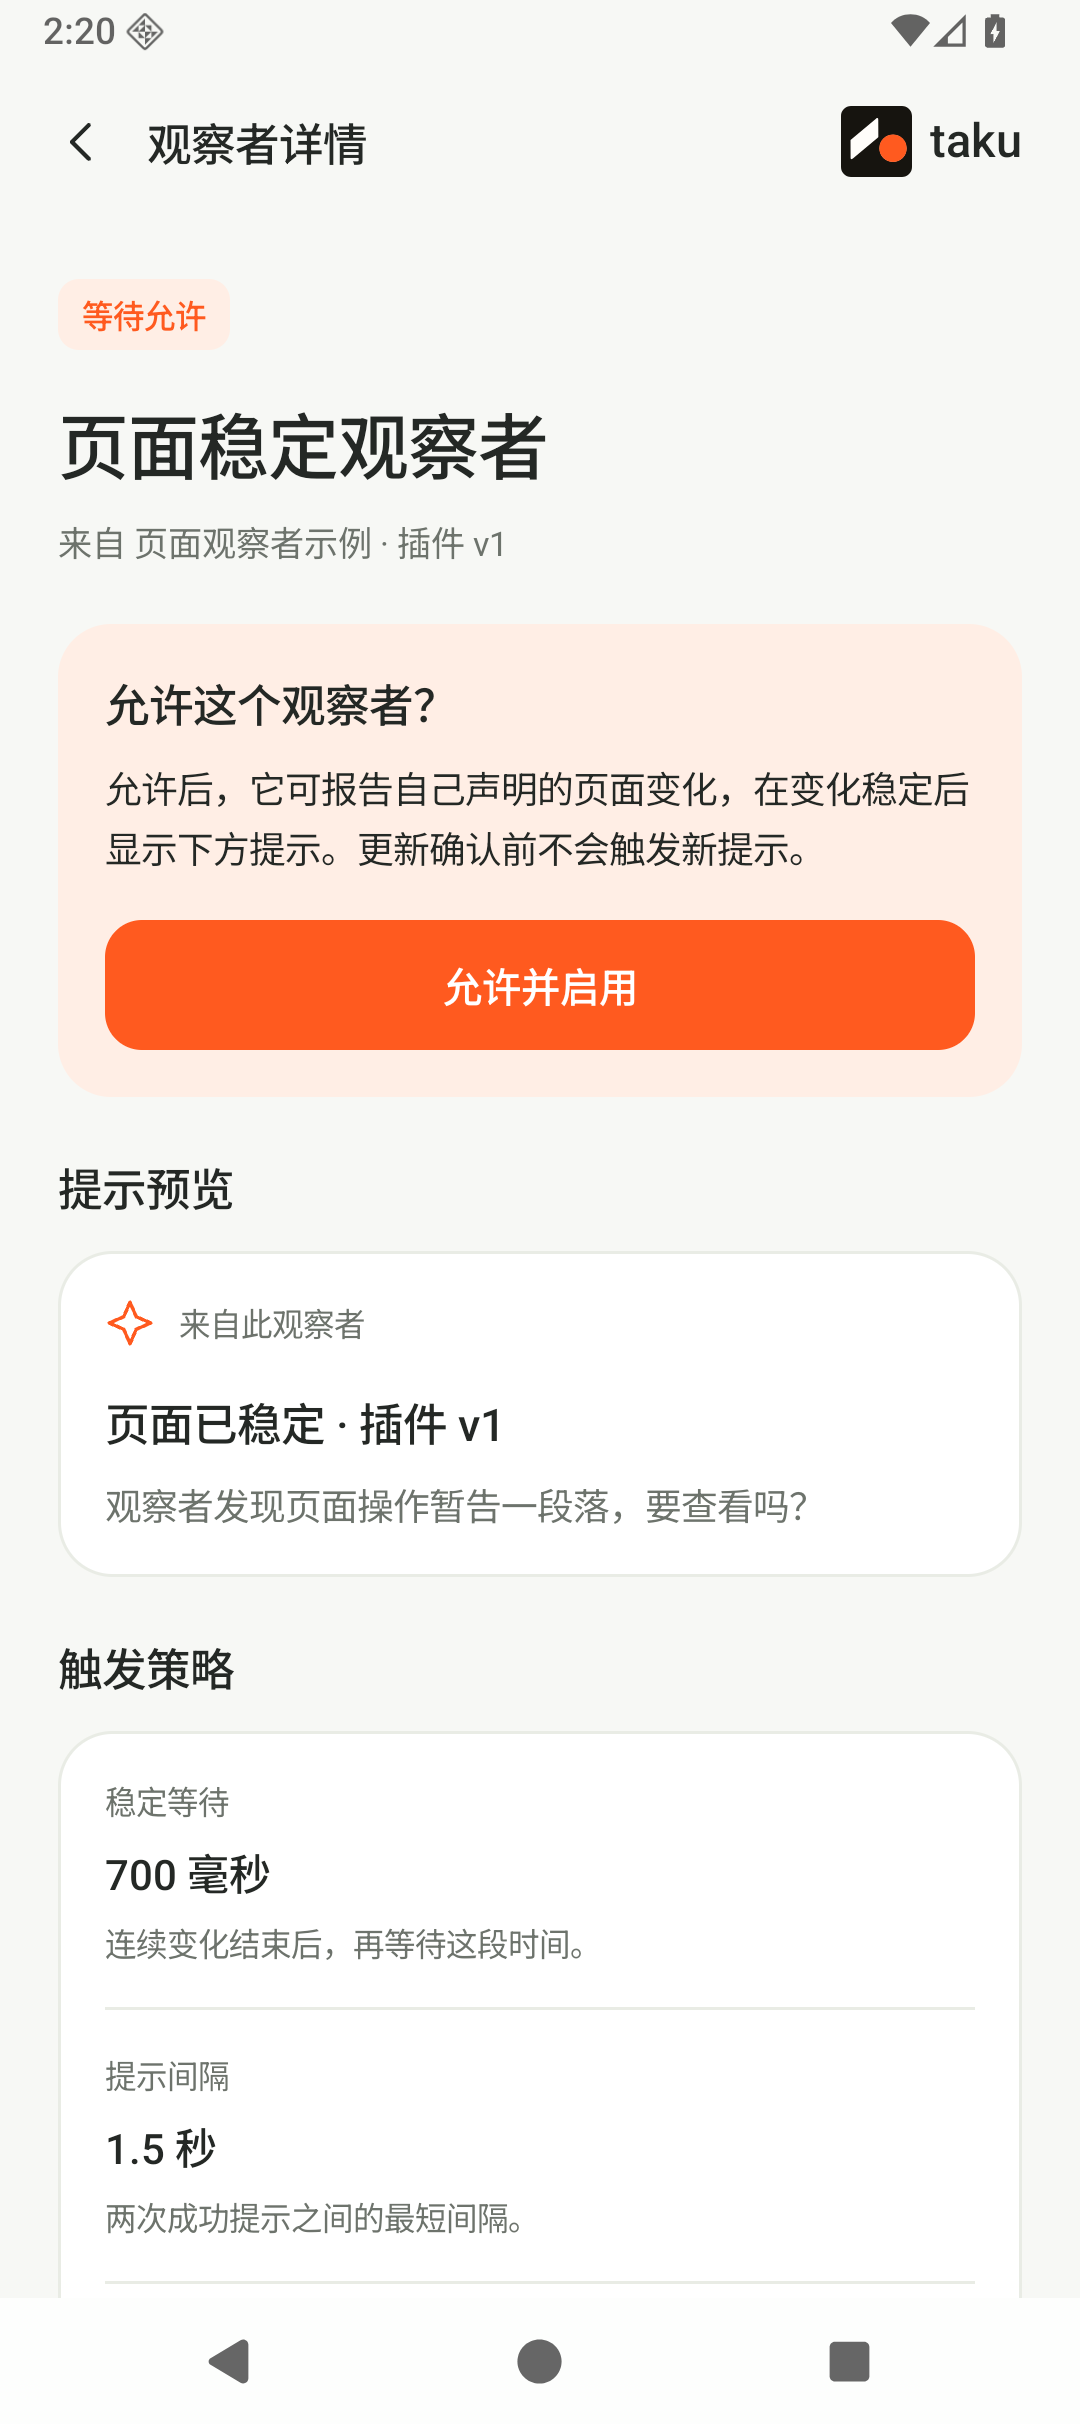 2:20
观察者详情
taku
等待允许
页面稳定观察者
来自 页面观察者示例 · 插件 v1
允许这个观察者？
允许后，它可报告自己声明的页面变化，在变化稳定后
显示下方提示。更新确认前不会触发新提示。
允许并启用
提示预览
来自此观察者
页面已稳定 · 插件 v1
观察者发现页面操作暂告一段落，要查看吗？
触发策略
稳定等待
700 毫秒
连续变化结束后，再等待这段时间。
提示间隔
1.5 秒
两次成功提示之间的最短间隔。